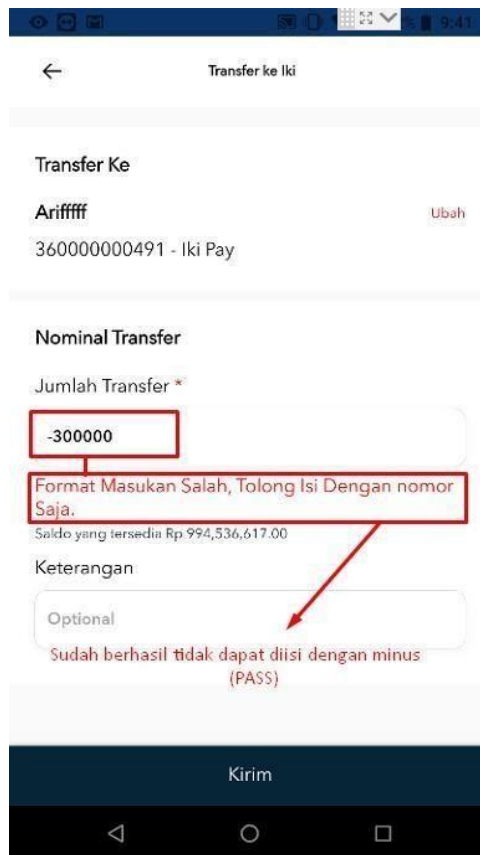 9:41
Transfer ke Iki
Transfer Ke
Arifffff
Ubah
360000000491 - Iki Pay
Nominal Transfer
Jumlah Transfer *
-300000
Format Masukan Salah, Tolong Isi Dengan nomor
Saja.
Saldo yang tersedia Rp 994,536,617.00
Keterangan
Optional
Sudah berhasil tidak dapat diisi dengan minus
(PASS)
Kirim